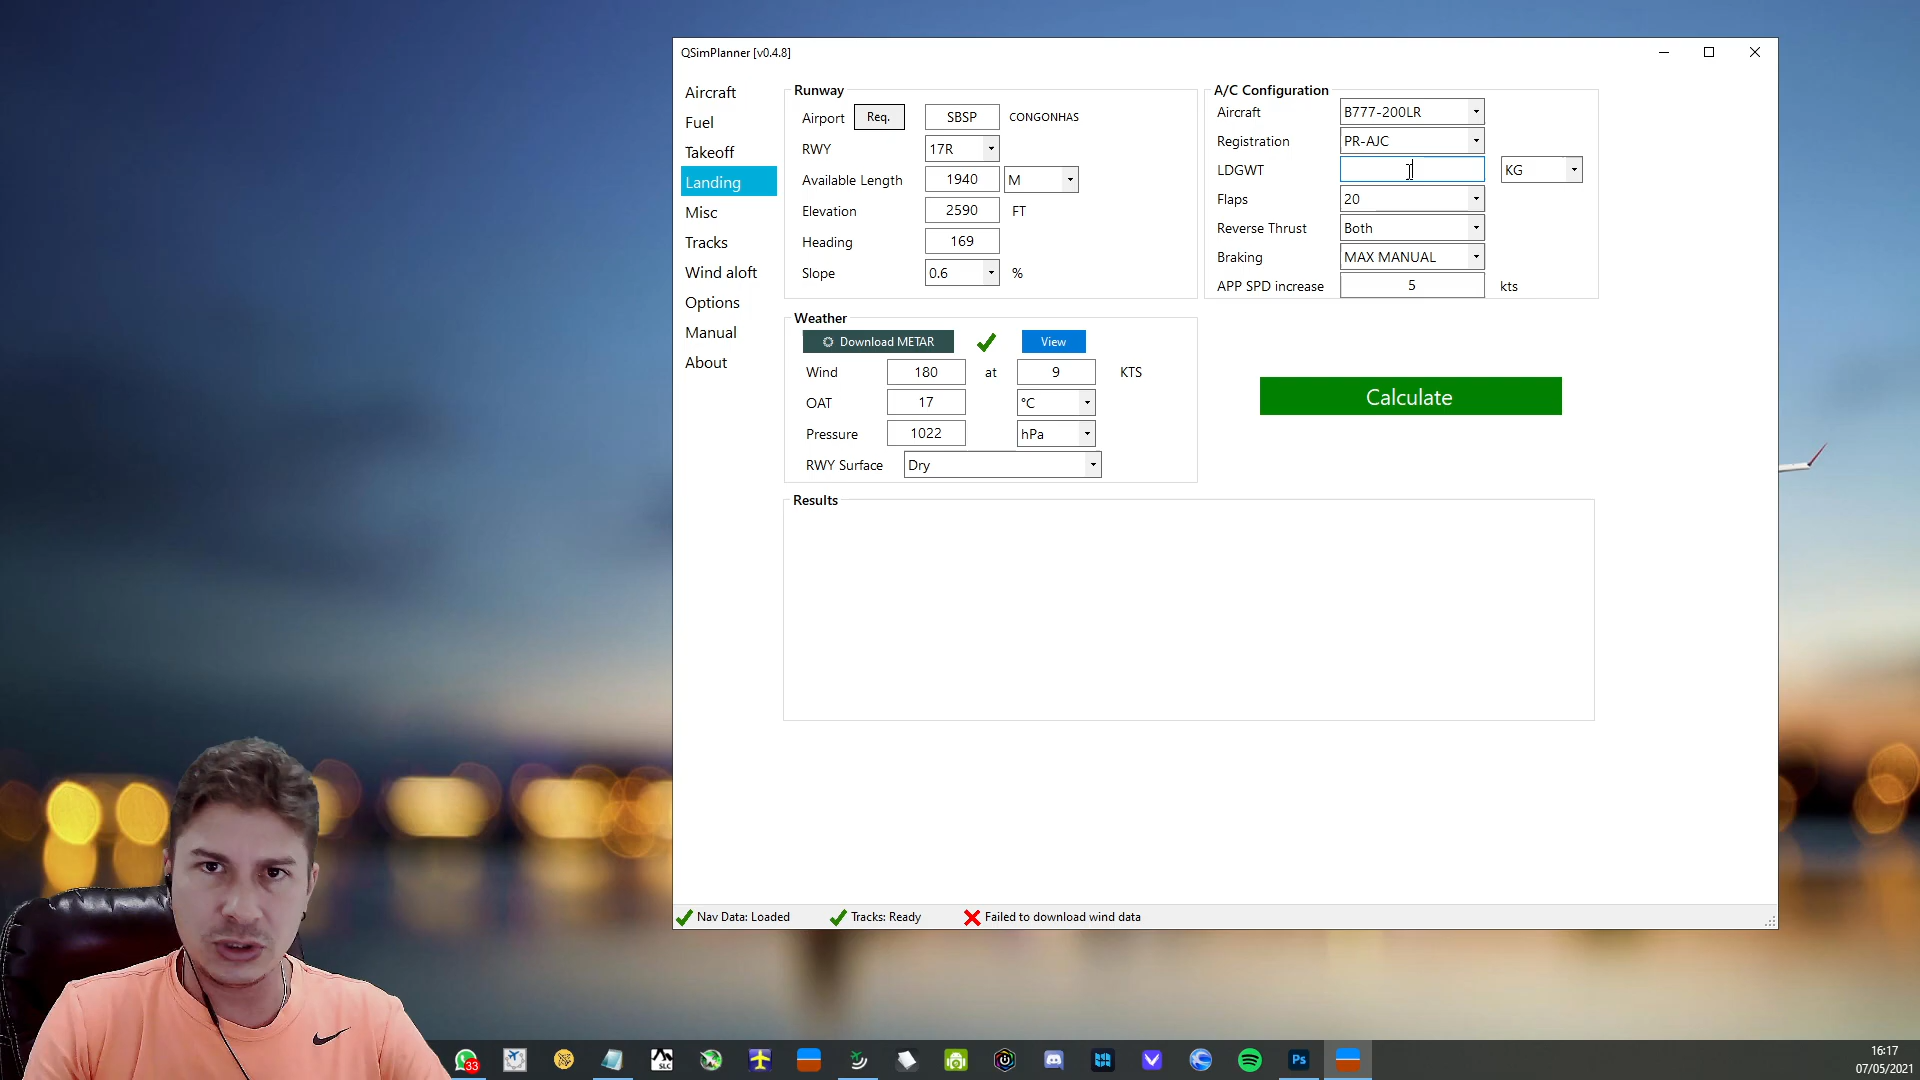 QSimPlanner [v0.4.8]
Aircraft
Fuel
Takeoff
Landing
Misc
Tracks
Wind aloft
Options
Manual
About
Runway
Airport Req. SBSP CONGONHAS
RWY 17R
Available Length 1940 M
Elevation 2590 FT
Heading 169
Slope 0.6 %
Weather
Download METAR View
Wind 180 at 9 KTS
OAT 17 °C
Pressure 1022 hPa
RWY Surface Dry
A/C Configuration
Aircraft B777-200LR
Registration PR-AJC
LDGWT KG
Flaps 20
Reverse Thrust Both
Braking MAX MANUAL
APP SPD increase 5 kts
Calculate
Results
Nav Data: Loaded Tracks: Ready Failed to download wind data
33
SLC
Ps
16:17
07/05/2021